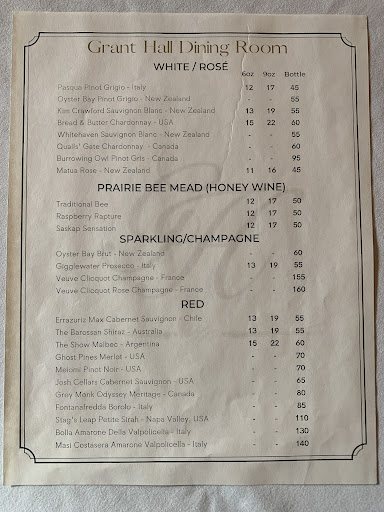 Grant Hall Dining Room
WHITE / ROSÉ
6oz 9oz Bottle
Pasqua Pinot Grigio - Italy 12 17 45
Oyster Bay Pinot Grigio - New Zealand - - 55
Kim Crawford Sauvignon Blanc - New Zealand 13 19 55
Bread & Butter Chardonnay - USA 15 22 60
Whitehaven Sauvignon Blanc - New Zealand - - 55
Quails' Gate Chardonnay - Canada - - 60
Burrowing Owl Pinot Gris - Canada - - 95
Matua Rose - New Zealand 11 16 45
PRAIRIE BEE MEAD (HONEY WINE)
Traditional Bee 12 17 50
Raspberry Rapture 12 17 50
Saskap Sensation 12 17 50
SPARKLING/CHAMPAGNE
Oyster Bay Brut - New Zealand - - 60
Gigglewater Prosecco - Italy 13 19 55
Veuve Clicquot Champagne - France - - 155
Veuve Clicquot Rose Champagne - France - - 160
RED
Errazuriz Max Cabernet Sauvignon - Chile 13 19 55
The Barossan Shiraz - Australia 13 19 55
The Show Malbec - Argentina 15 22 60
Ghost Pines Merlot - USA - - 70
Meiomi Pinot Noir - USA - - 70
Josh Cellars Cabernet Sauvignon - USA - - 65
Grey Monk Odyssey Meritage - Canada - - 80
Fontanafredda Borolo - Italy - - 85
Stag's Leap Petite Sirah - Napa Valley, USA - - 110
Bolla Amarone Della Valpolicella - Italy - - 130
Masi Costasera Amarone Valpolicella - Italy - - 140